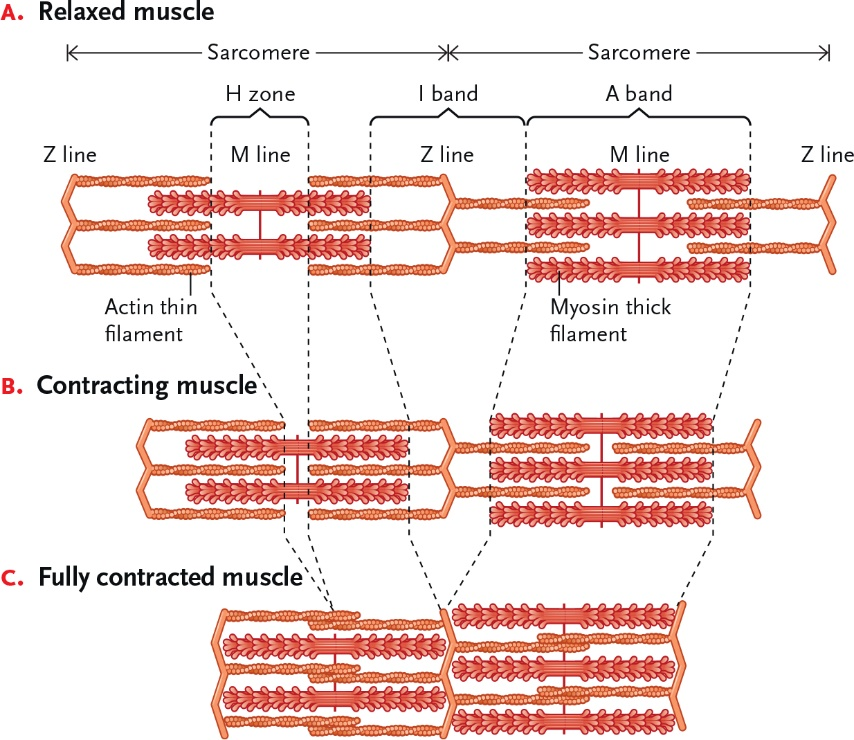 A. Relaxed muscle
Sarcomere Sarcomere
H zone I band A band
Z line M line Z line M line Z line
Actin thin
filament
Myosin thick
filament
B. Contracting muscle
C. Fully contracted muscle